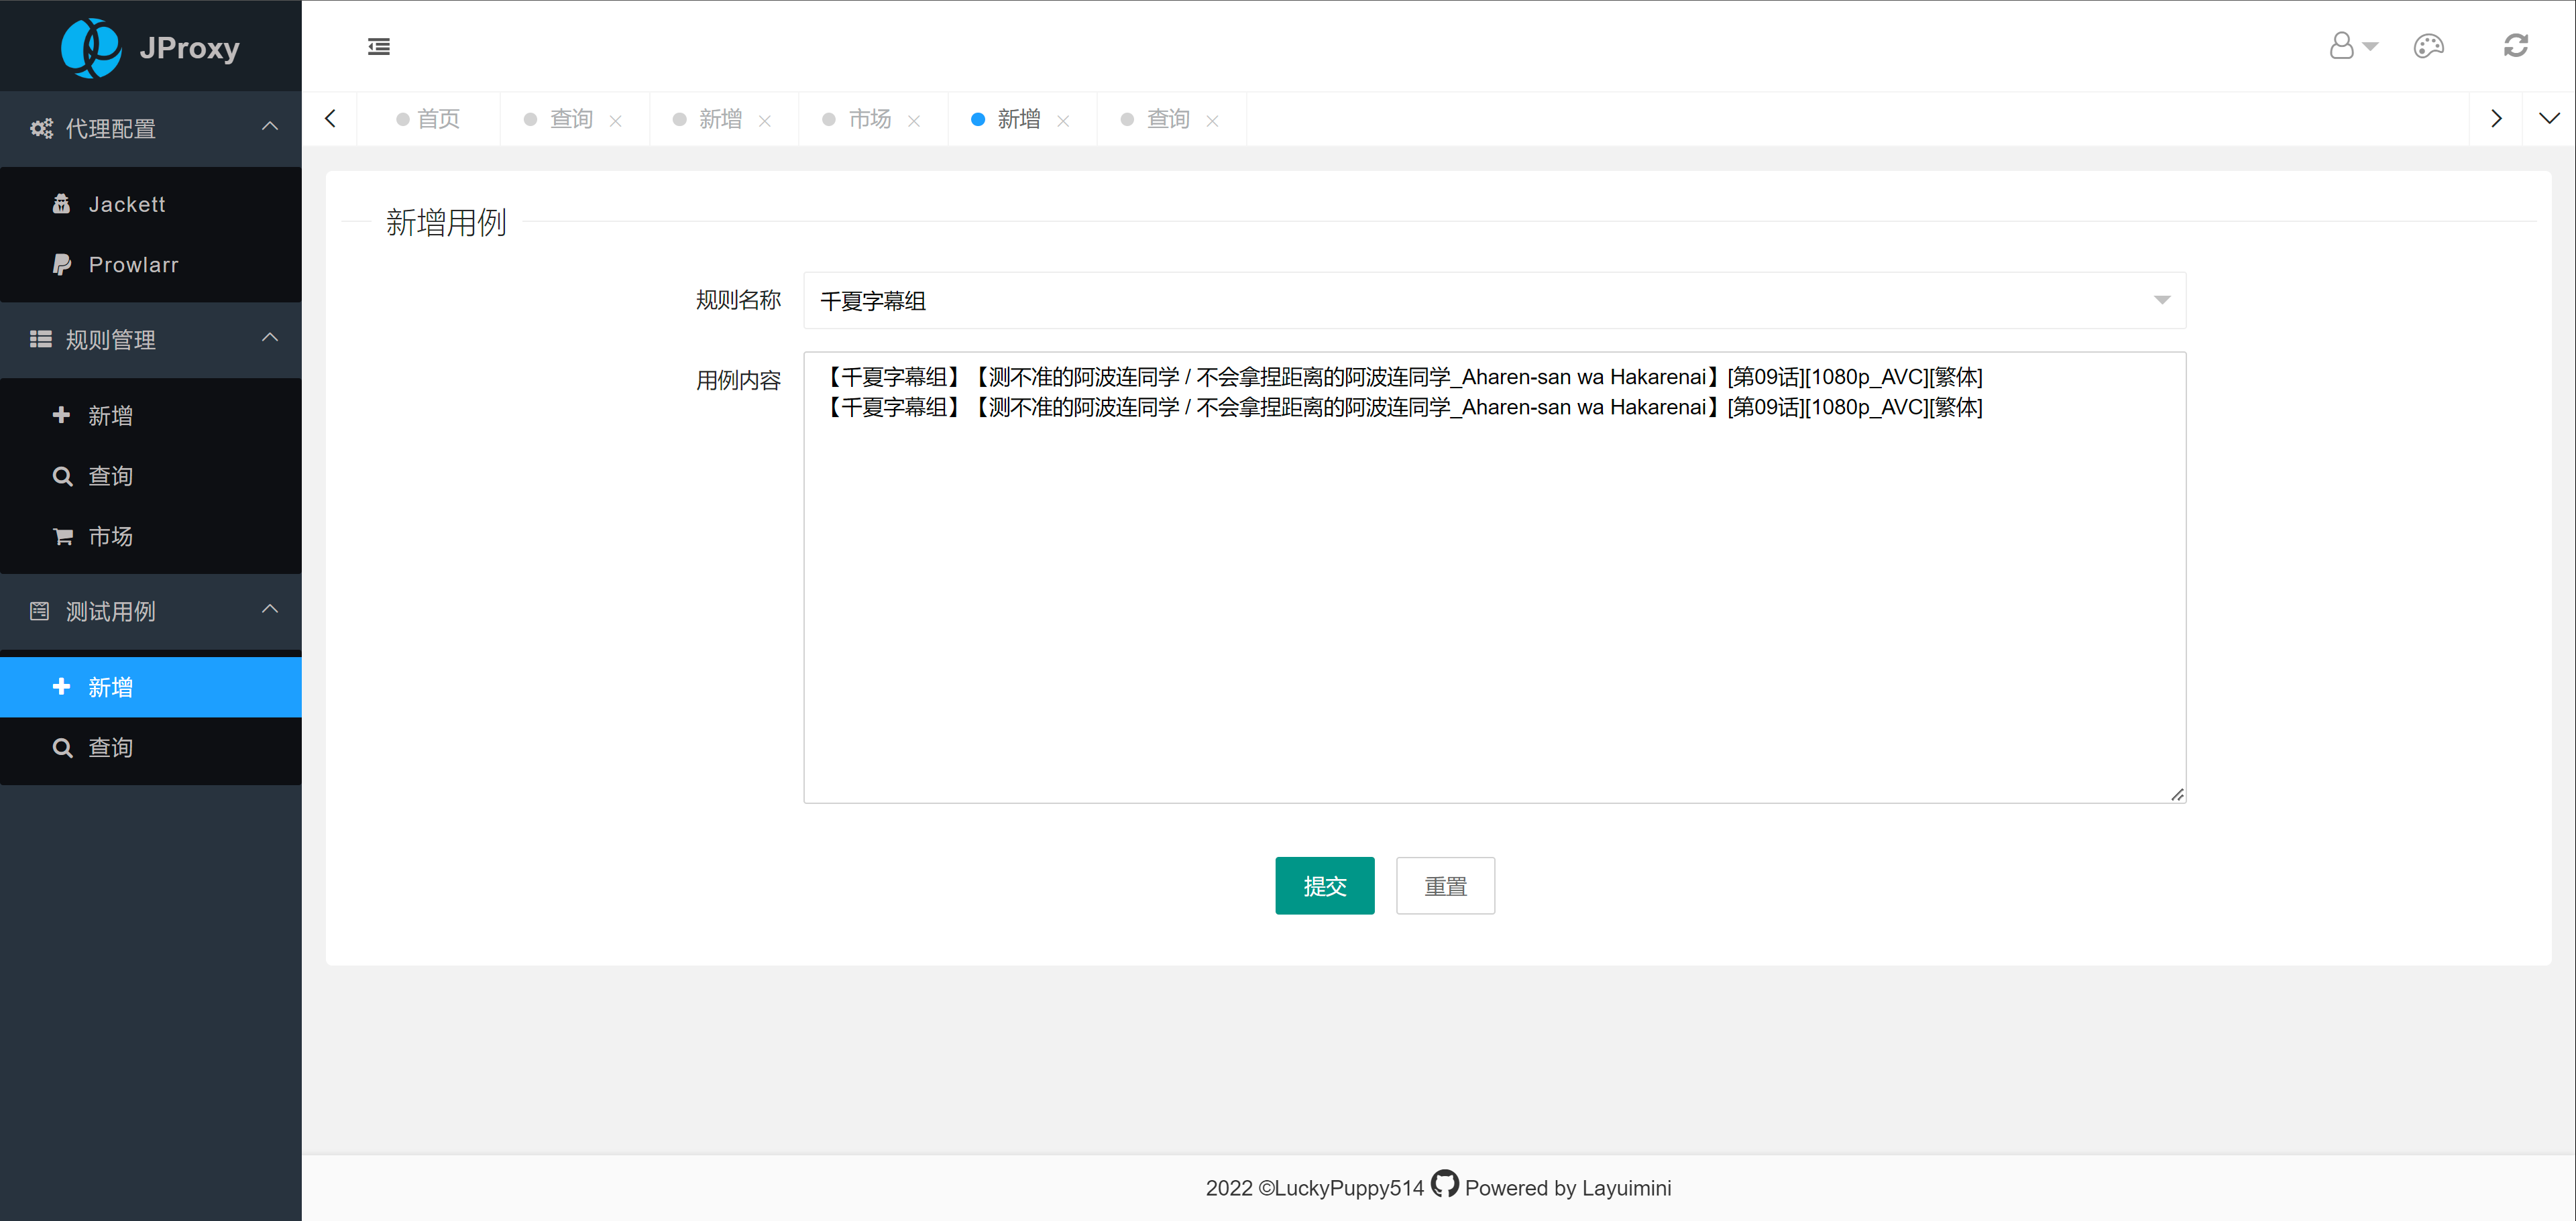 JProxy
代理配置
Jackett
Prowlarr
规则管理
新增
查询
市场
测试用例
新增
查询
首页 查询 新增 市场 新增 查询
新增用例
规则名称 千夏字幕组
用例内容
【千夏字幕组】【测不准的阿波连同学 / 不会拿捏距离的阿波连同学_Aharen-san wa Hakarenai】[第09话][1080p_AVC][繁体]
【千夏字幕组】【测不准的阿波连同学 / 不会拿捏距离的阿波连同学_Aharen-san wa Hakarenai】[第09话][1080p_AVC][繁体]
提交 重置
2022 ©LuckyPuppy514 Powered by Layuimini